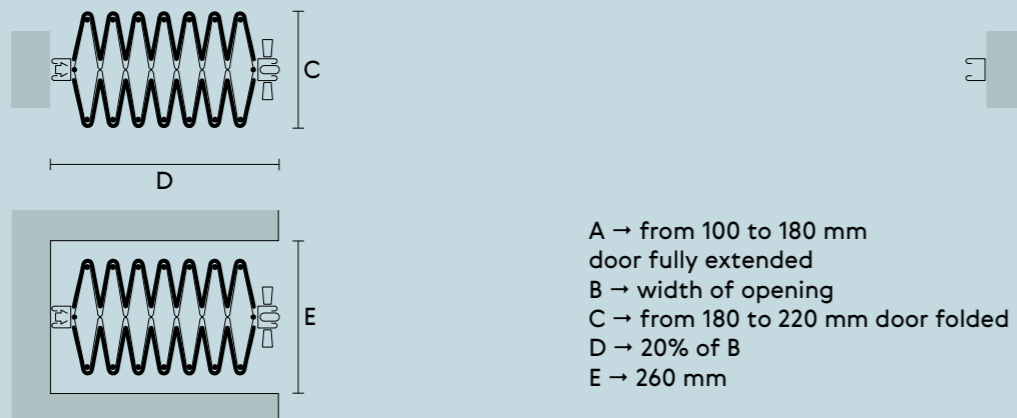 C
D
E
A → from 100 to 180 mm
door fully extended
B → width of opening
C → from 180 to 220 mm door folded
D → 20% of B
E → 260 mm